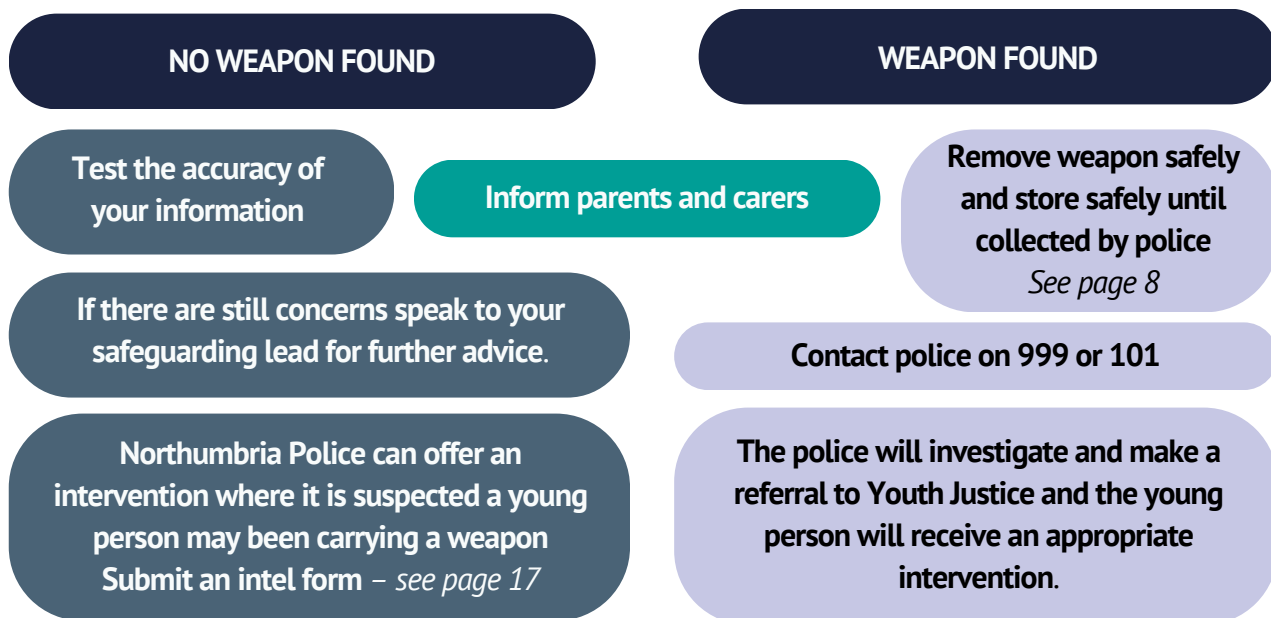 NO WEAPON FOUND
Test the accuracy of
your information
If there are still concerns speak to your
safeguarding lead for further advice.
Northumbria Police can offer an
intervention where it is suspected a young
person may been carrying a weapon
Submit an intel form – see page 17
Inform parents and carers
WEAPON FOUND
Remove weapon safely
and store safely until
collected by police
See page 8
Contact police on 999 or 101
The police will investigate and make a
referral to Youth Justice and the young
person will receive an appropriate
intervention.